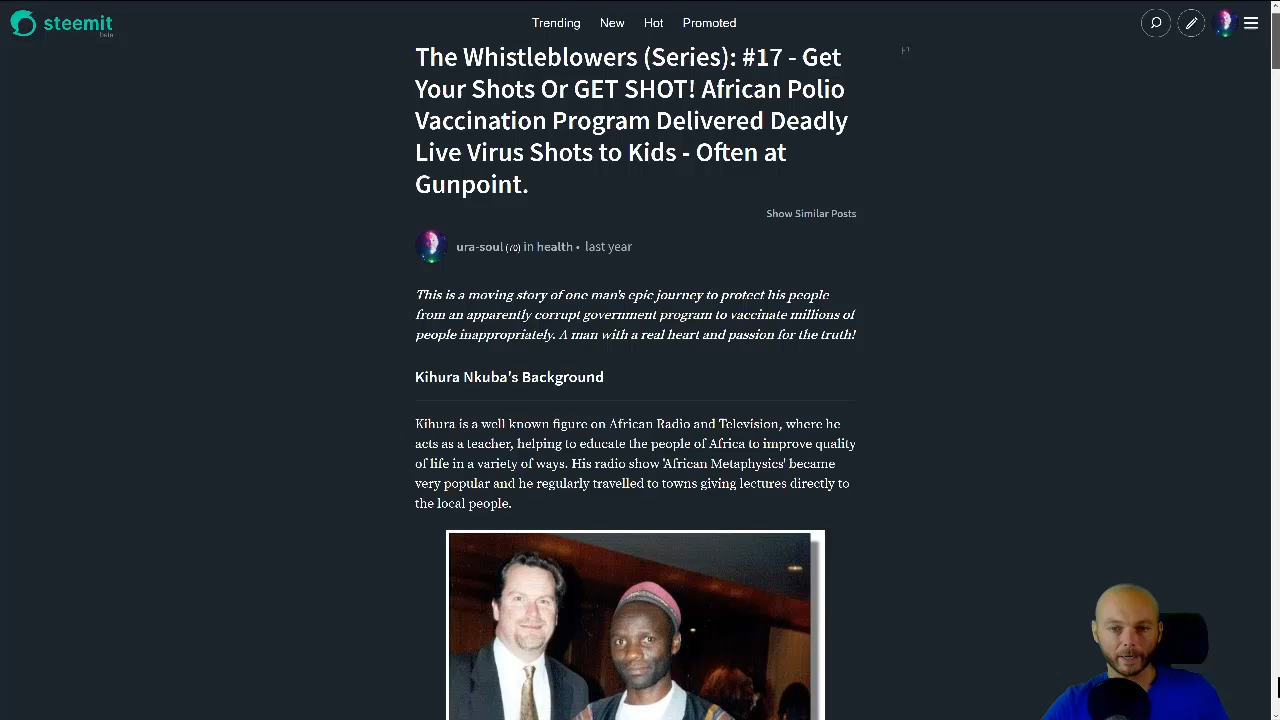 steemit
beta
Trending New Hot Promoted
The Whistleblowers (Series): #17 - Get
Your Shots Or GET SHOT! African Polio
Vaccination Program Delivered Deadly
Live Virus Shots to Kids - Often at
Gunpoint.
Show Similar Posts
ura-soul (70) in health • last year
This is a moving story of one man's epic journey to protect his people
from an apparently corrupt government program to vaccinate millions of
people inappropriately. A man with a real heart and passion for the truth!
Kihura Nkuba's Background
Kihura is a well known figure on African Radio and Television, where he
acts as a teacher, helping to educate the people of Africa to improve quality
of life in a variety of ways. His radio show 'African Metaphysics' became
very popular and he regularly travelled to towns giving lectures directly to
the local people.